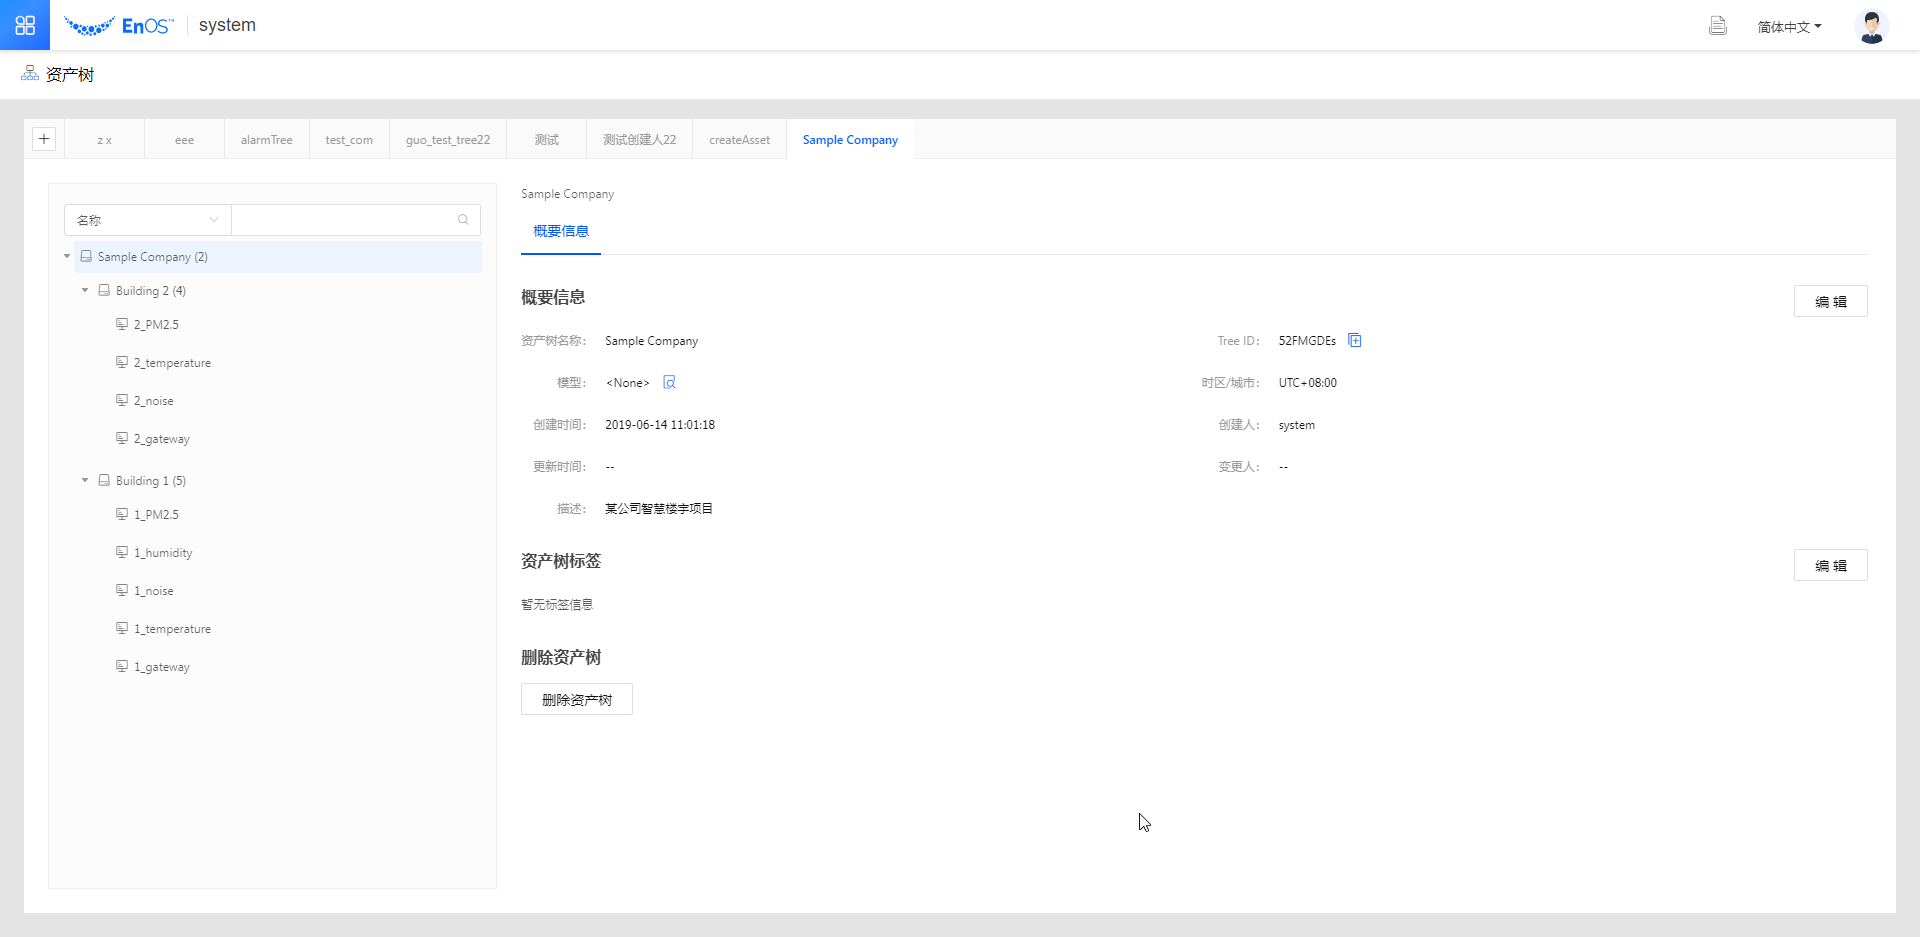 EnOS™ system
简体中文
资产树
+ z x eee alarmTree test_com guo_test_tree22 测试 测试创建人22 createAsset Sample Company
名称
Sample Company (2)
Building 2 (4)
2_PM2.5
2_temperature
2_noise
2_gateway
Building 1 (5)
1_PM2.5
1_humidity
1_noise
1_temperature
1_gateway
Sample Company
概要信息
概要信息 编 辑
资产树名称: Sample Company Tree ID: 52FMGDEs
模型: <None> 时区/城市: UTC+08:00
创建时间: 2019-06-14 11:01:18 创建人: system
更新时间: -- 变更人: --
描述: 某公司智慧楼宇项目
资产树标签 编 辑
暂无标签信息
删除资产树
删除资产树